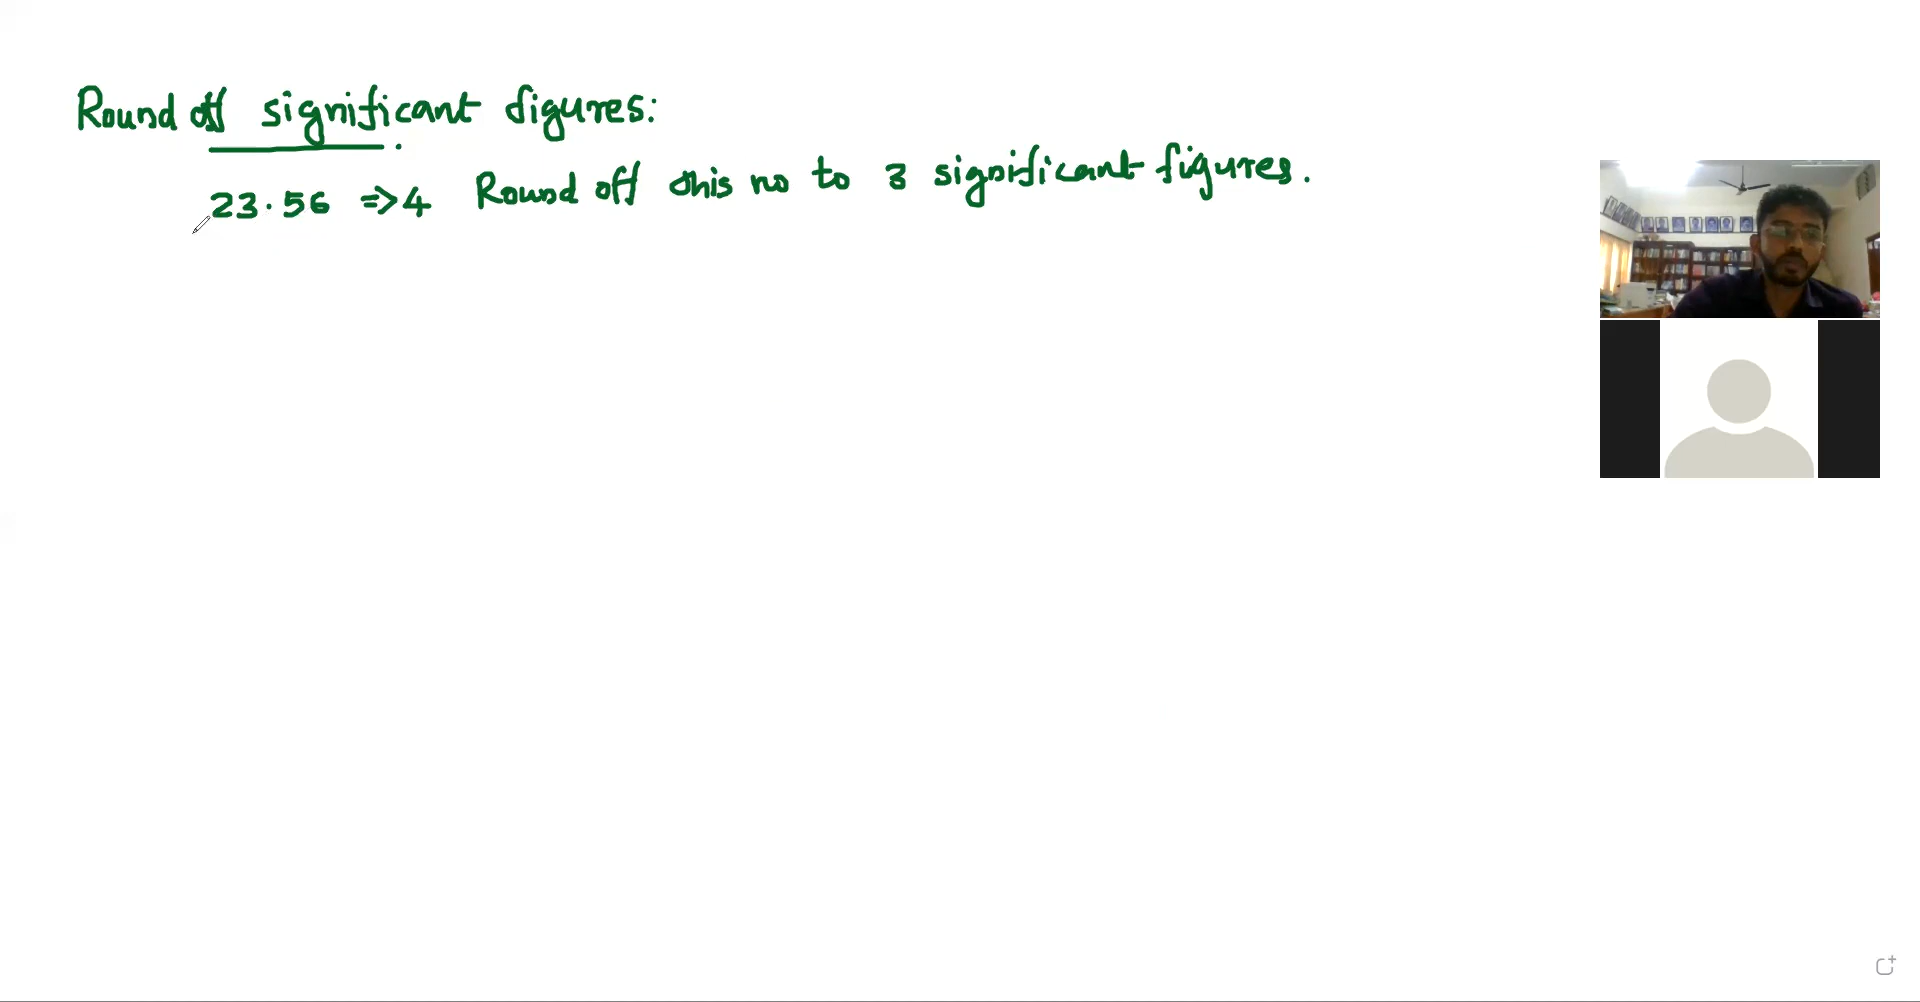 Round off significant figures:
23.56 => 4 Round off this no to 3 significant figures.